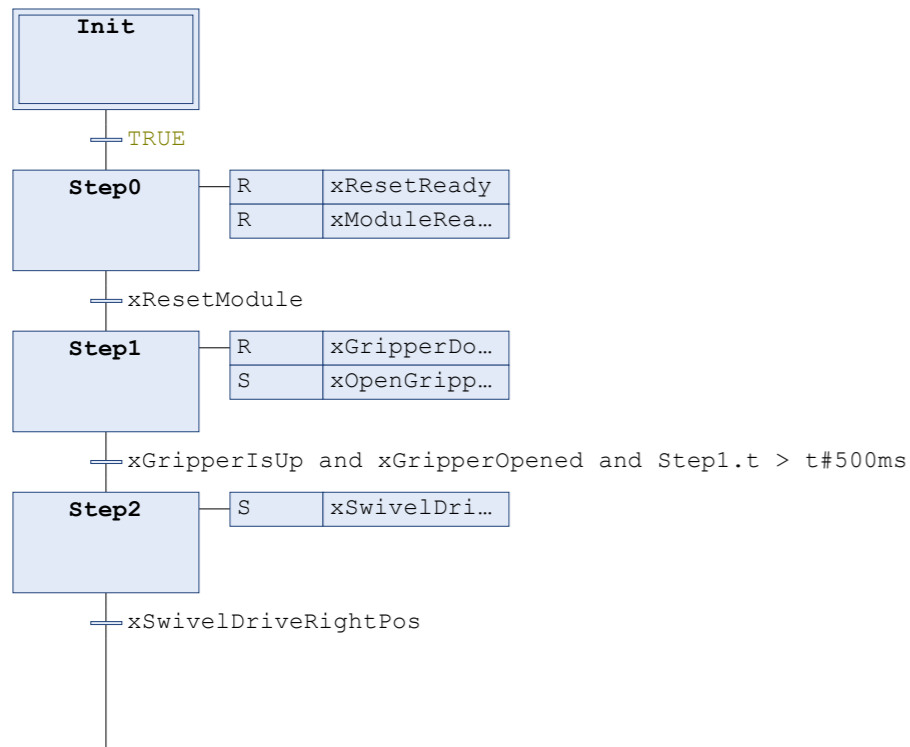 Init
TRUE
Step0
R xResetReady
R xModuleRea…
xResetModule
Step1
R xGripperDo…
S xOpenGripp…
xGripperIsUp and xGripperOpened and Step1.t > t#500ms
Step2
S xSwivelDri…
xSwivelDriveRightPos